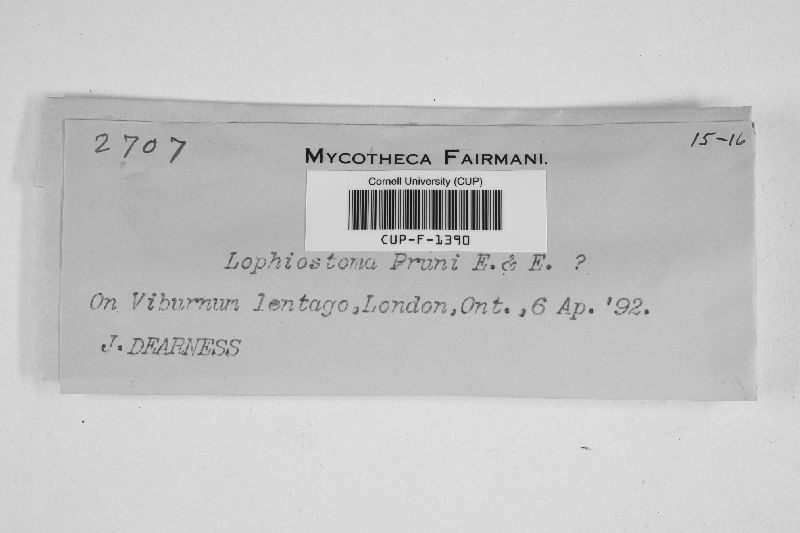 2707
15-16
MYCOTHECA FAIRMANI.
Cornell University (CUP)
CUP-F-1390
Lophiostoma Pruni E. & E. ?
On Viburnum lentago, London, Ont., 6 Ap. '92.
J. DEARNESS